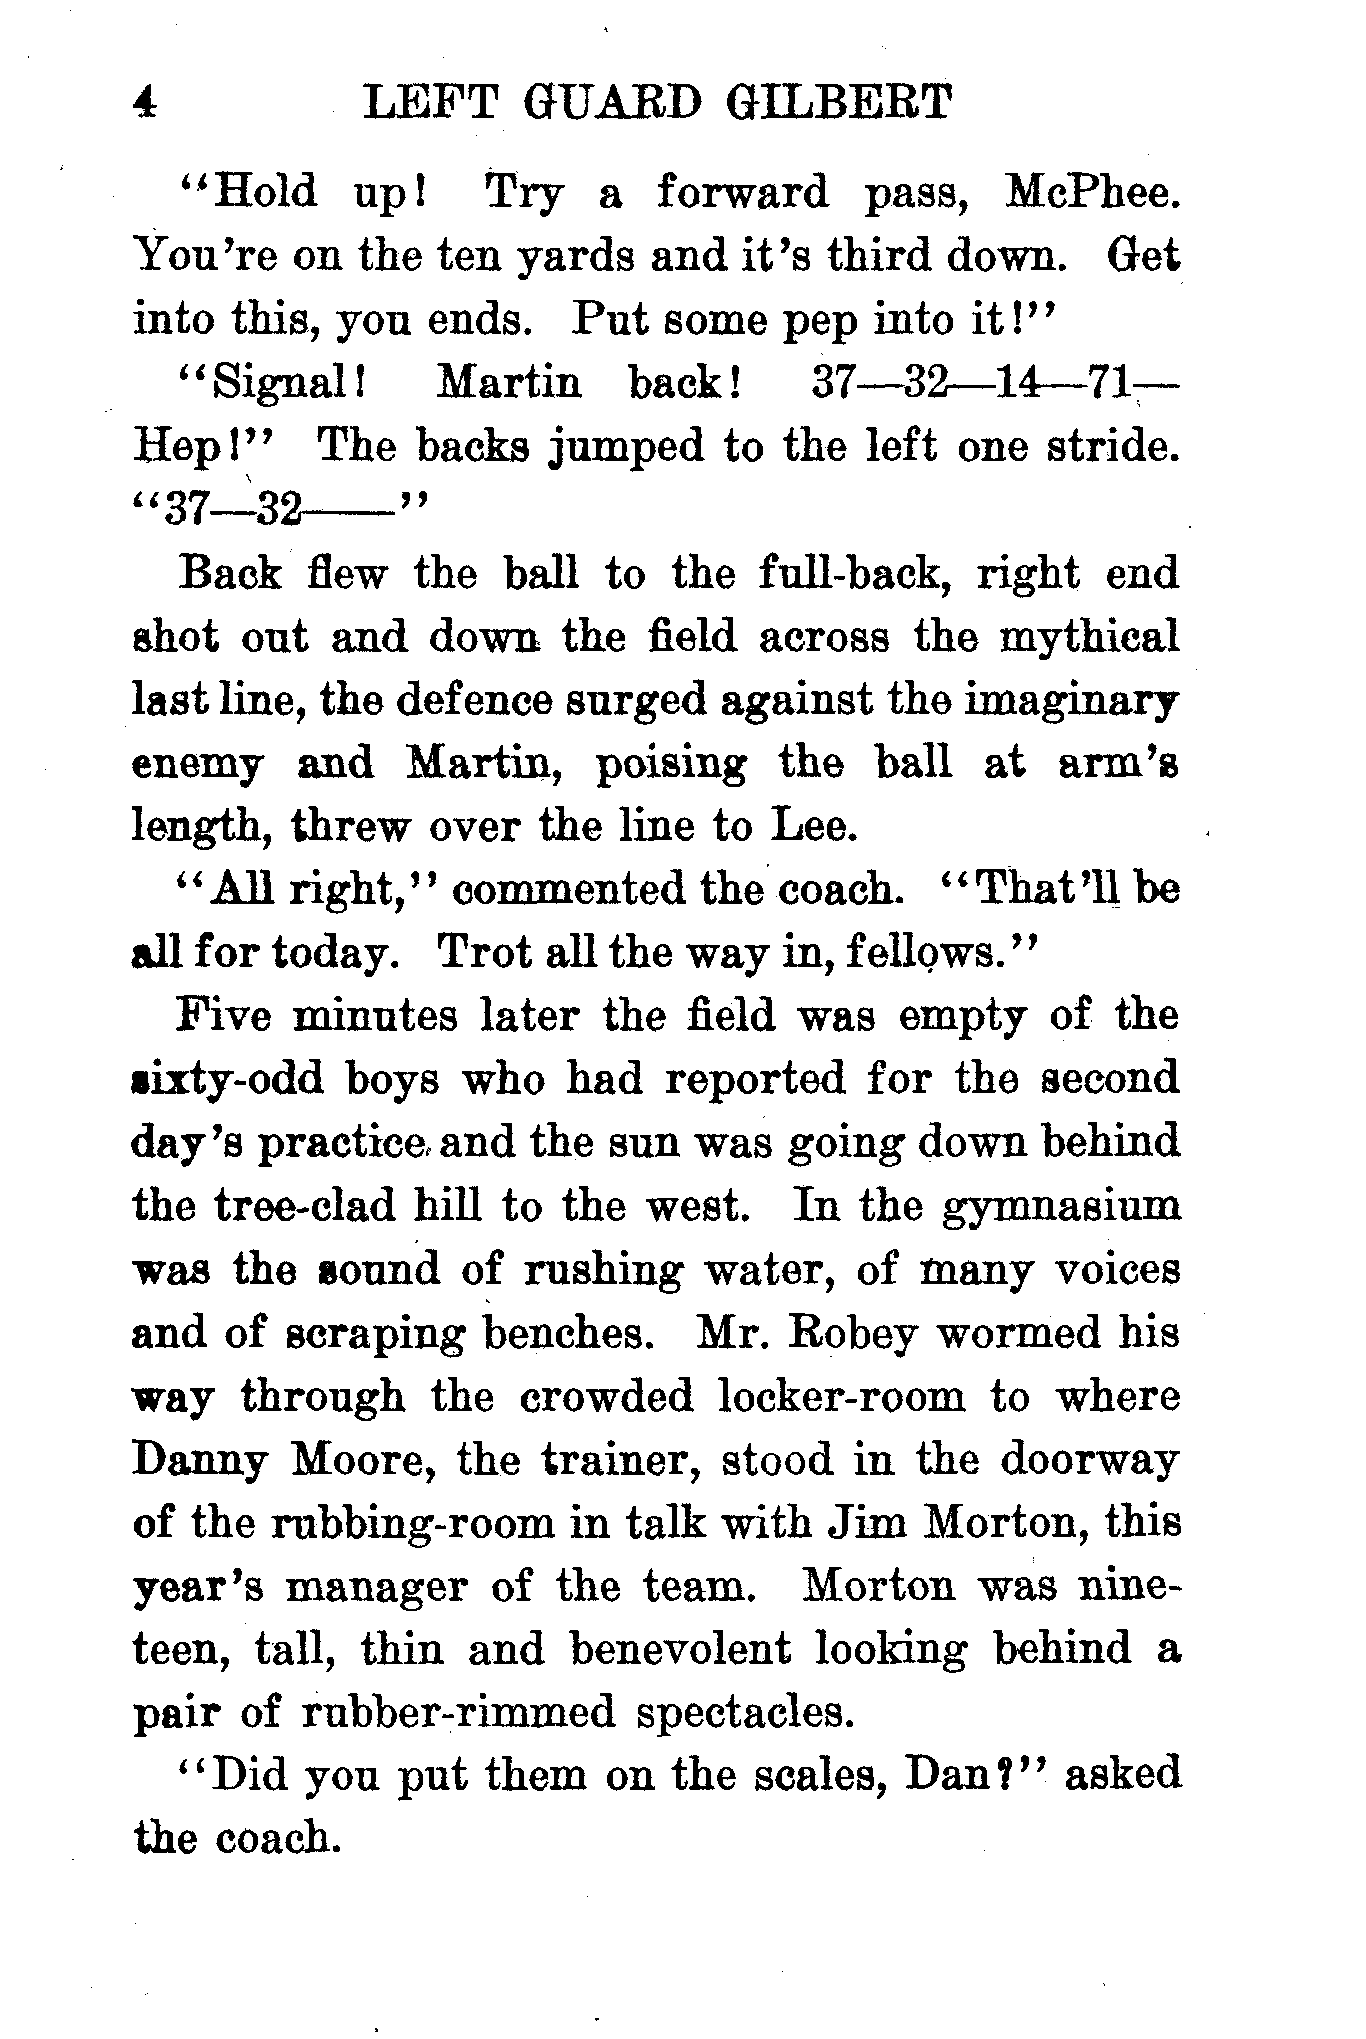 4 LEFT GUARD GILBERT
"Hold up! Try a forward pass, McPhee.
You're on the ten yards and it's third down. Get
into this, you ends. Put some pep into it!"
"Signal! Martin back! 37—32—14—71—
Hep!" The backs jumped to the left one stride.
"37—32——"
Back flew the ball to the full-back, right end
shot out and down the field across the mythical
last line, the defence surged against the imaginary
enemy and Martin, poising the ball at arm's
length, threw over the line to Lee.
"All right," commented the coach. "That'll be
all for today. Trot all the way in, fellows."
Five minutes later the field was empty of the
sixty-odd boys who had reported for the second
day's practice and the sun was going down behind
the tree-clad hill to the west. In the gymnasium
was the sound of rushing water, of many voices
and of scraping benches. Mr. Robey wormed his
way through the crowded locker-room to where
Danny Moore, the trainer, stood in the doorway
of the rubbing-room in talk with Jim Morton, this
year's manager of the team. Morton was nine-
teen, tall, thin and benevolent looking behind a
pair of rubber-rimmed spectacles.
"Did you put them on the scales, Dan?" asked
the coach.